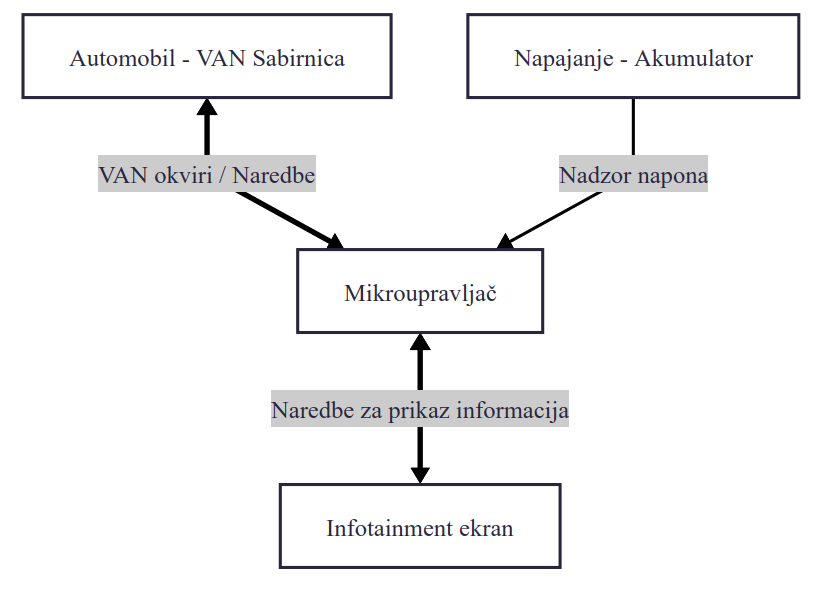 Automobil - VAN Sabirnica
Napajanje - Akumulator
VAN okviri / Naredbe
Nadzor napona
Mikroupravljač
Naredbe za prikaz informacija
Infotainment ekran